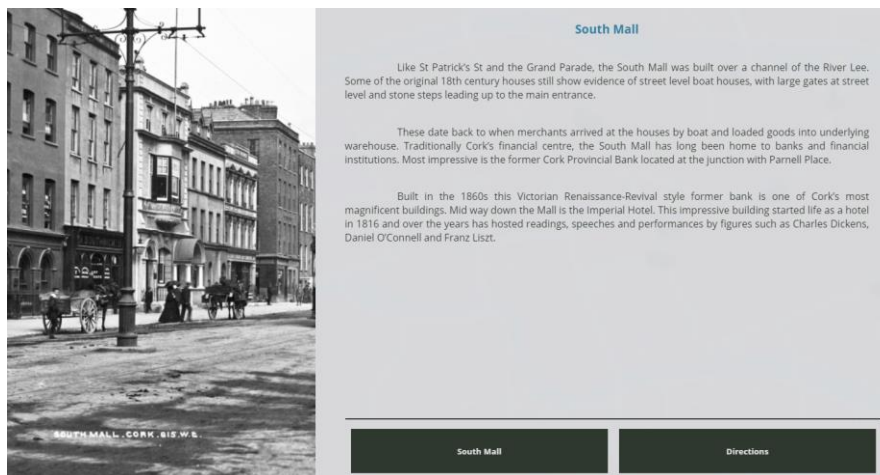 South Mall
Like St Patrick's St and the Grand Parade, the South Mall was built over a channel of the River Lee.
Some of the original 18th century houses still show evidence of street level boat houses, with large gates at street
level and stone steps leading up to the main entrance.
These date back to when merchants arrived at the houses by boat and loaded goods into underlying
warehouse. Traditionally Cork's financial centre, the South Mall has long been home to banks and financial
institutions. Most impressive is the former Cork Provincial Bank located at the junction with Parnell Place.
Built in the 1860s this Victorian Renaissance-Revival style former bank is one of Cork's most
magnificent buildings. Mid way down the Mall is the Imperial Hotel. This impressive building started life as a hotel
in 1816 and over the years has hosted readings, speeches and performances by figures such as Charles Dickens,
Daniel O'Connell and Franz Liszt.
SOUTH MALL. CORK. 615. W.L.
South Mall
Directions